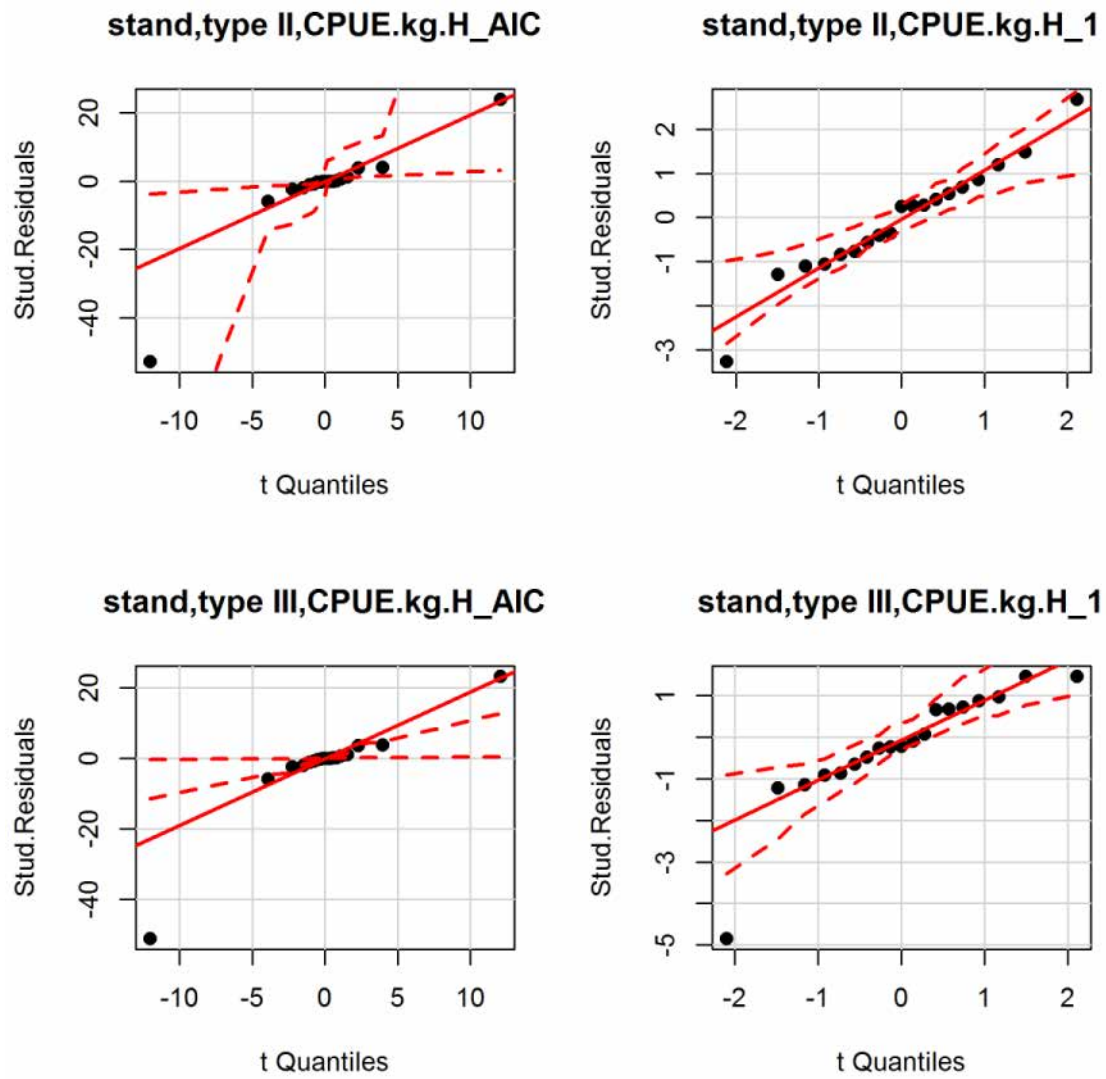 stand,type II,CPUE.kg.H_AIC
Stud.Residuals
20
0
-20
-40
-10 -5 0 5 10
t Quantiles
stand,type II,CPUE.kg.H_1
Stud.Residuals
2
1
0
-1
-3
-2 -1 0 1 2
t Quantiles
stand,type III,CPUE.kg.H_AIC
Stud.Residuals
20
0
-20
-40
-10 -5 0 5 10
t Quantiles
stand,type III,CPUE.kg.H_1
Stud.Residuals
1
-1
-3
-5
-2 -1 0 1 2
t Quantiles